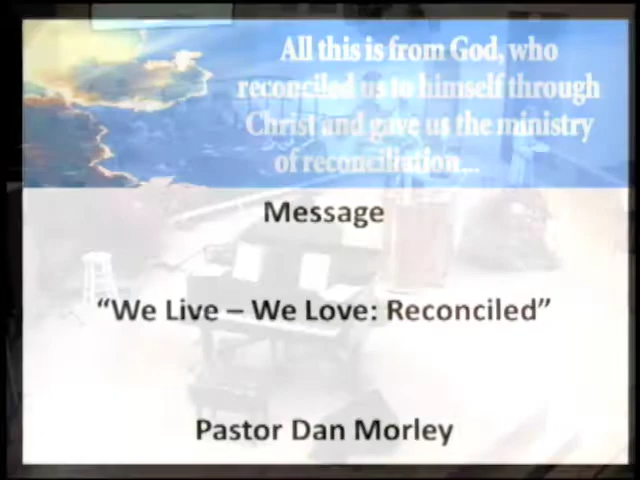 All this is from God, who
reconciled us to himself through
Christ and gave us the ministry
of reconciliation...
Message
“We Live – We Love: Reconciled”
Pastor Dan Morley